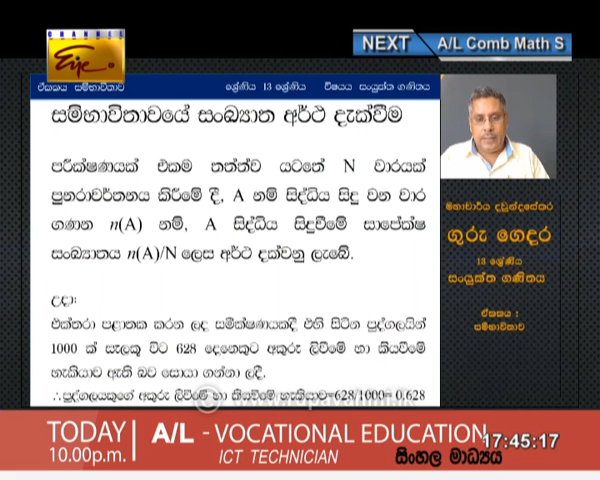 CHANNEL
Eye
NEXT
A/L Comb Math S
ඒකකය සම්භාවිතාව
ශ්‍රේණිය 13 ශ්‍රේණිය
විෂයය සංයුක්ත ගණිතය
සම්භාවිතාවයේ සංඛ්‍යාත අර්ථ දැක්වීම
පරීක්ෂණයක් එකම තත්ත්ව යටතේ N වාරයක්
පුනරාවර්තනය කිරීමේ දී, A නම් සිද්ධිය සිදු වන වාර
ගණන n(A) නම්, A සිද්ධිය සිදුවීමේ සාපේක්ෂ
සංඛ්‍යාතය n(A)/N ලෙස අර්ථ දක්වනු ලැබේ.
උදා:
එක්තරා පළාතක කරන ලද සමීක්ෂණයකදී එහි සිටින පුද්ගලයින්
1000 ක් සැලකූ විට 628 දෙනෙකුට අකුරු ලිවීමේ හා කියවීමේ
හැකියාව ඇති බව සොයා ගන්නා ලදී.
∴පුද්ගලයකුගේ අකුරු ලිවීමේ හා කියවීමේ හැකියාව=628/1000= 0.628
මහාචාර්ය දවුන්දසේකර
ගුරු ගෙදර
13 ශ්‍රේණිය
සංයුක්ත ගණිතය
ඒකකය :
සම්භාවිතාව
TODAY
10.00p.m.
A/L - VOCATIONAL EDUCATION
ICT TECHNICIAN
17:45:17
සිංහල මාධ්‍යය